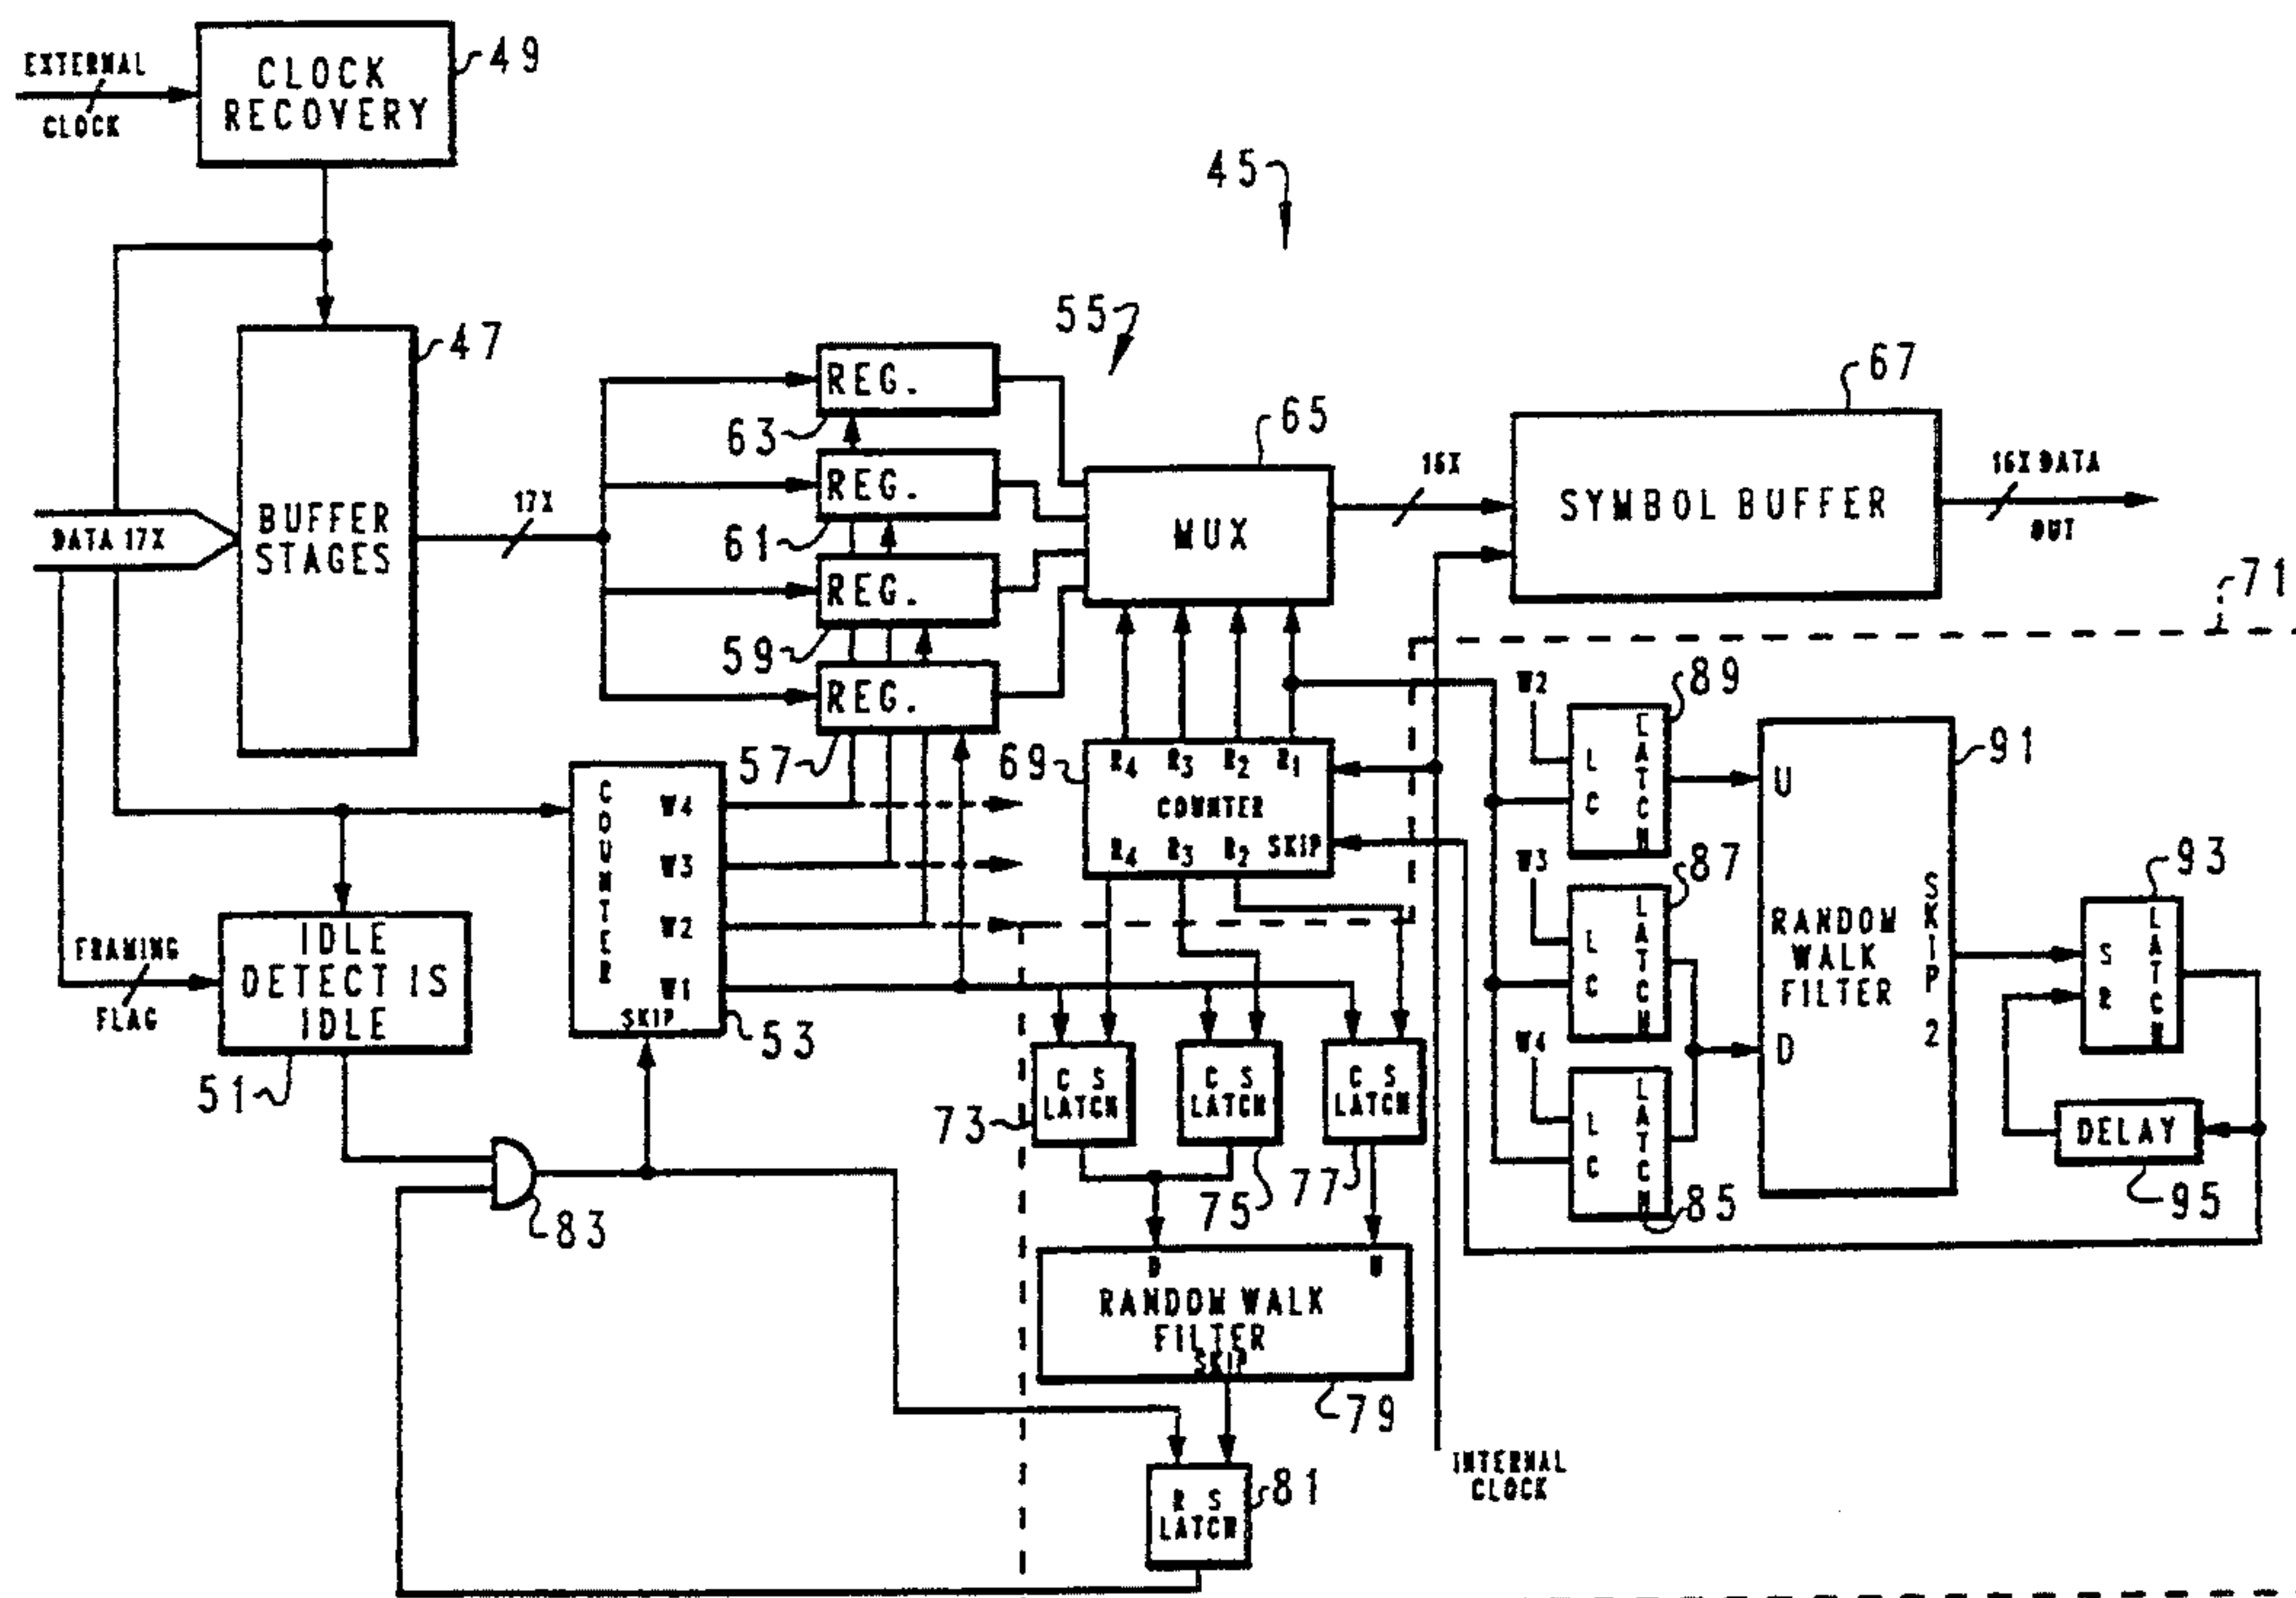 EXTERNAL
CLOCK
CLOCK
RECOVERY
49
45
55
47
DATA 17X
BUFFER
STAGES
17X
REG.
63
REG.
61
REG.
59
REG.
57
65
MUX
16X
67
SYMBOL BUFFER
16X DATA
OUT
71
69
R4 R3 R2 R1
COUNTER
R4 R3 R2 SKIP
COUNTER
W4
W3
W2
W1
SKIP
53
FRAMING
FLAG
IDLE
DETECT IS
IDLE
51
83
W2
L
C
LATCH
89
W3
L
C
LATCH
87
W4
L
C
LATCH
85
U
D
RANDOM
WALK
FILTER
SKIP 2
91
93
S
R
LATCH
DELAY
95
73
C S
LATCH
C S
LATCH
75
C S
LATCH
77
D U
RANDOM WALK
FILTER
SKIP
79
R S
LATCH
81
INTERNAL
CLOCK